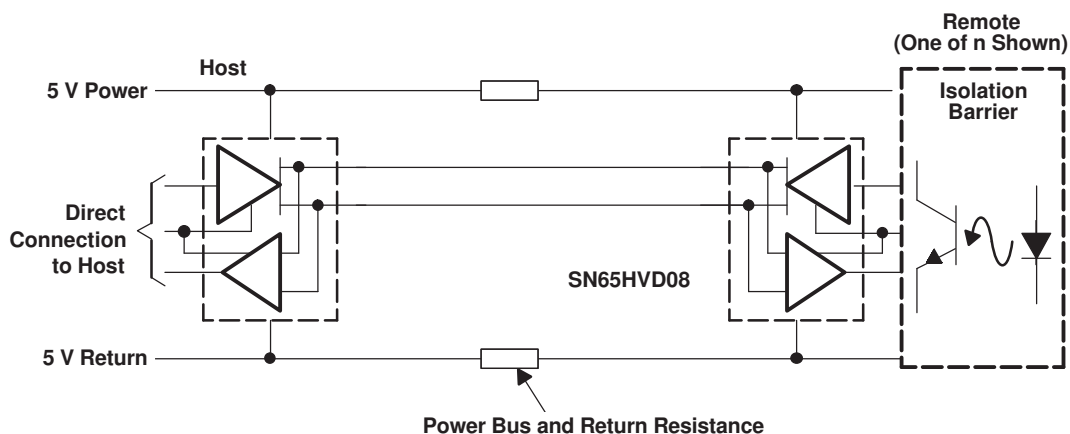 Remote
(One of n Shown)
Host
5 V Power
Isolation
Barrier
Direct
Connection
to Host
SN65HVD08
5 V Return
Power Bus and Return Resistance